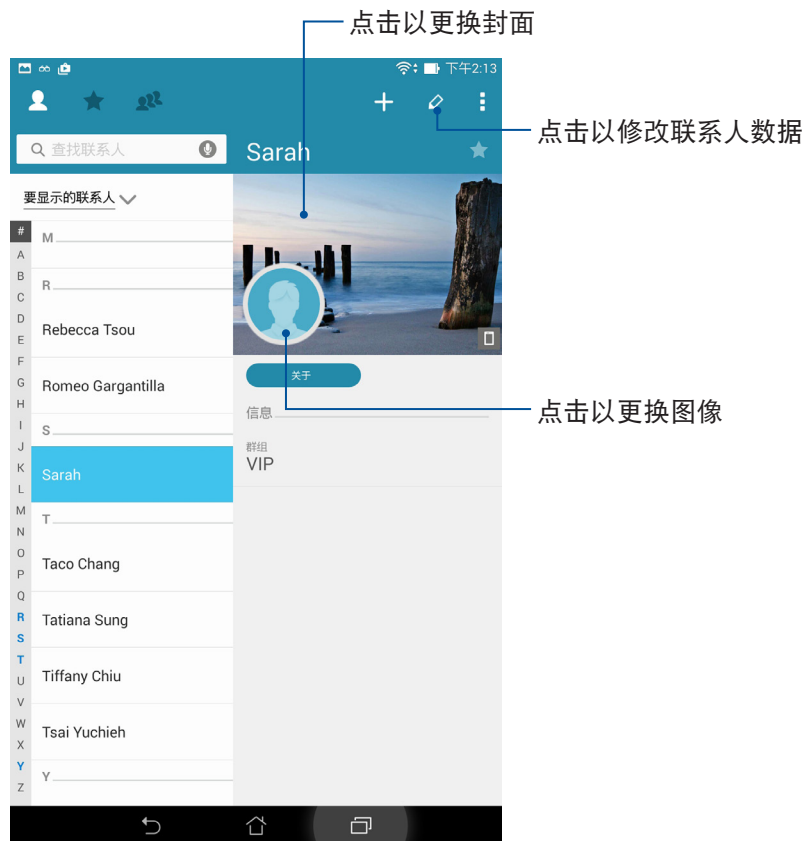 点击以更换封面
下午2:13
点击以修改联系人数据
查找联系人
Sarah
要显示的联系人
#
A
B
C
D
E
F
G
H
I
J
K
L
M
N
O
P
Q
R
S
T
U
V
W
X
Y
Z
M
R
Rebecca Tsou
Romeo Gargantilla
S
Sarah
T
Taco Chang
Tatiana Sung
Tiffany Chiu
Tsai Yuchieh
Y
关于
点击以更换图像
信息
群组
VIP